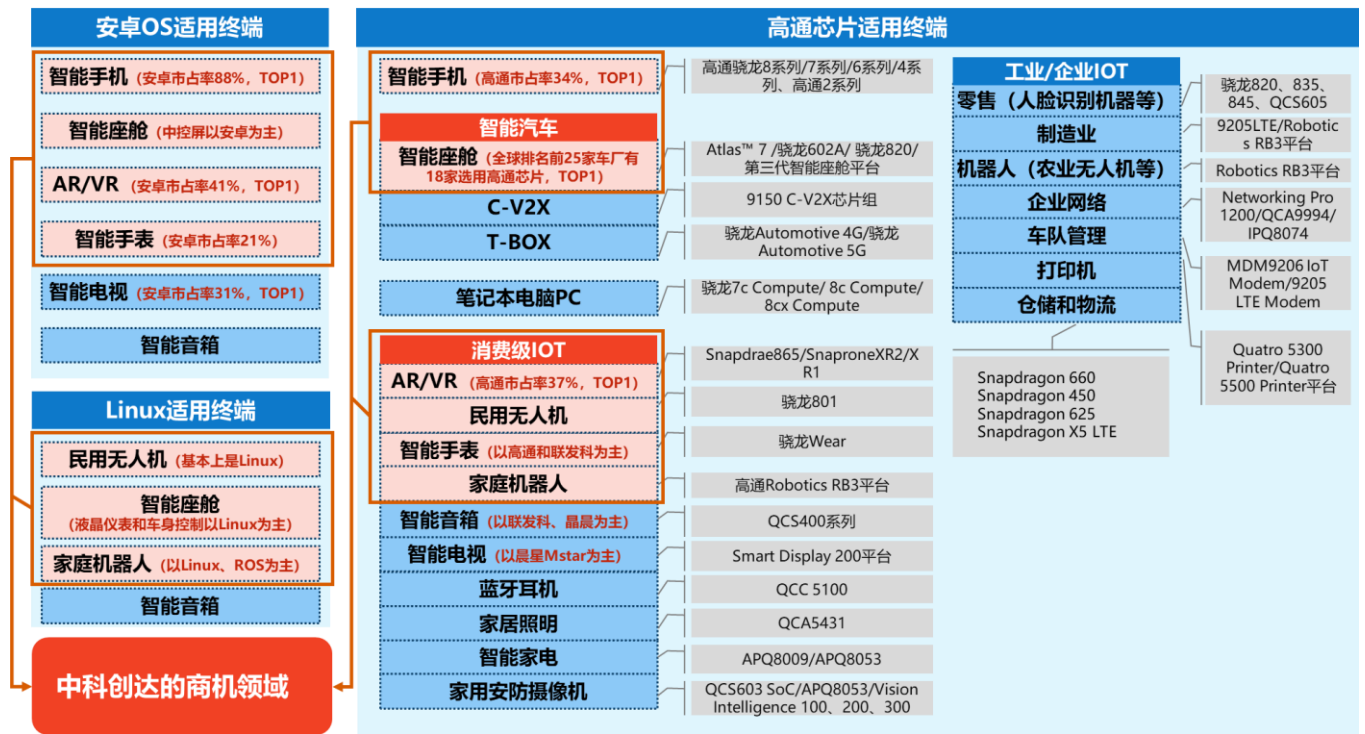 安卓OS适用终端
智能手机（安卓市占率88%，TOP1）
智能座舱（中控屏以安卓为主）
AR/VR（安卓市占率41%，TOP1）
智能手表（安卓市占率21%）
智能电视（安卓市占率31%，TOP1）
智能音箱
Linux适用终端
民用无人机（基本上是Linux）
智能座舱
（液晶仪表和车身控制以Linux为主）
家庭机器人（以Linux、ROS为主）
智能音箱
中科创达的商机领域
高通芯片适用终端
智能手机（高通市占率34%，TOP1）
高通骁龙8系列/7系列/6系列/4系
列、高通2系列
智能汽车
智能座舱（全球排名前25家车厂有
18家选用高通芯片，TOP1）
Atlas™ 7 /骁龙602A/ 骁龙820/
第三代智能座舱平台
C-V2X
9150 C-V2X芯片组
T-BOX
骁龙Automotive 4G/骁龙
Automotive 5G
笔记本电脑PC
骁龙7c Compute/ 8c Compute/
8cx Compute
消费级IOT
AR/VR（高通市占率37%，TOP1）
Snapdrae865/SnaproneXR2/X
R1
民用无人机
骁龙801
智能手表（以高通和联发科为主）
骁龙Wear
家庭机器人
高通Robotics RB3平台
智能音箱（以联发科、晶晨为主）
QCS400系列
智能电视（以晨星Mstar为主）
Smart Display 200平台
蓝牙耳机
QCC 5100
家居照明
QCA5431
智能家电
APQ8009/APQ8053
家用安防摄像机
QCS603 SoC/APQ8053/Vision
Intelligence 100、200、300
工业/企业IOT
零售（人脸识别机器等）
制造业
机器人（农业无人机等）
企业网络
车队管理
打印机
仓储和物流
骁龙820、835、
845、QCS605
9205LTE/Robotic
s RB3平台
Robotics RB3平台
Networking Pro
1200/QCA9994/
IPQ8074
MDM9206 IoT
Modem/9205
LTE Modem
Quatro 5300
Printer/Quatro
5500 Printer平台
Snapdragon 660
Snapdragon 450
Snapdragon 625
Snapdragon X5 LTE